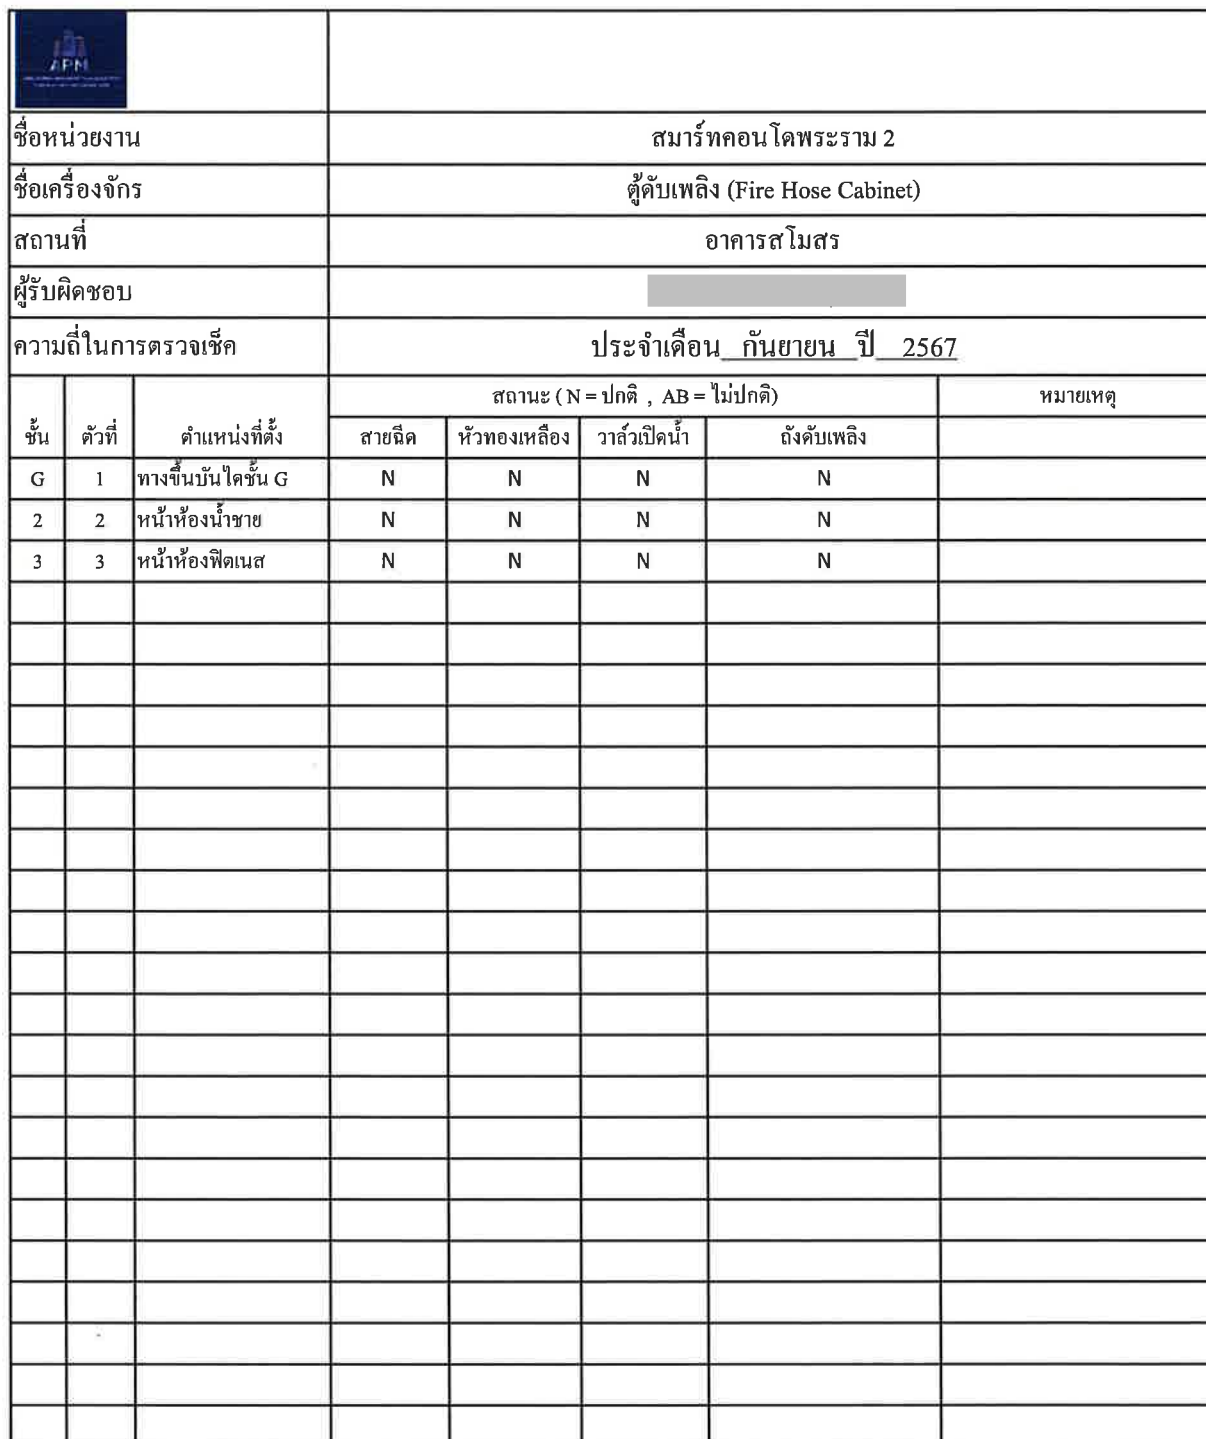 APM
ชื่อหน่วยงาน สมาร์ทคอนโดพระราม 2
ชื่อเครื่องจักร ตู้ดับเพลิง (Fire Hose Cabinet)
สถานที่ อาคารสโมสร
ผู้รับผิดชอบ
ความถี่ในการตรวจเช็ค ประจำเดือน กันยายน ปี 2567
สถานะ ( N = ปกติ , AB = ไม่ปกติ) หมายเหตุ
ชั้น ตัวที่ ตำแหน่งที่ตั้ง สายฉีด หัวทองเหลือง วาล์วเปิดน้ำ ถังดับเพลิง
G 1 ทางขึ้นบันไดชั้น G N N N N
2 2 หน้าห้องน้ำชาย N N N N
3 3 หน้าห้องฟิตเนส N N N N